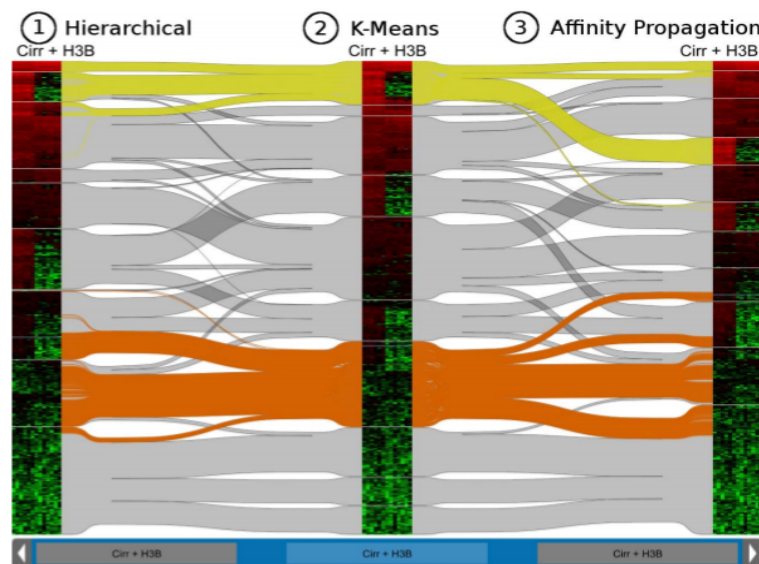 1 Hierarchical
2 K-Means
3 Affinity Propagation
Cirr + H3B
Cirr + H3B
Cirr + H3B
Cirr + H3B
Cirr + H3B
Cirr + H3B